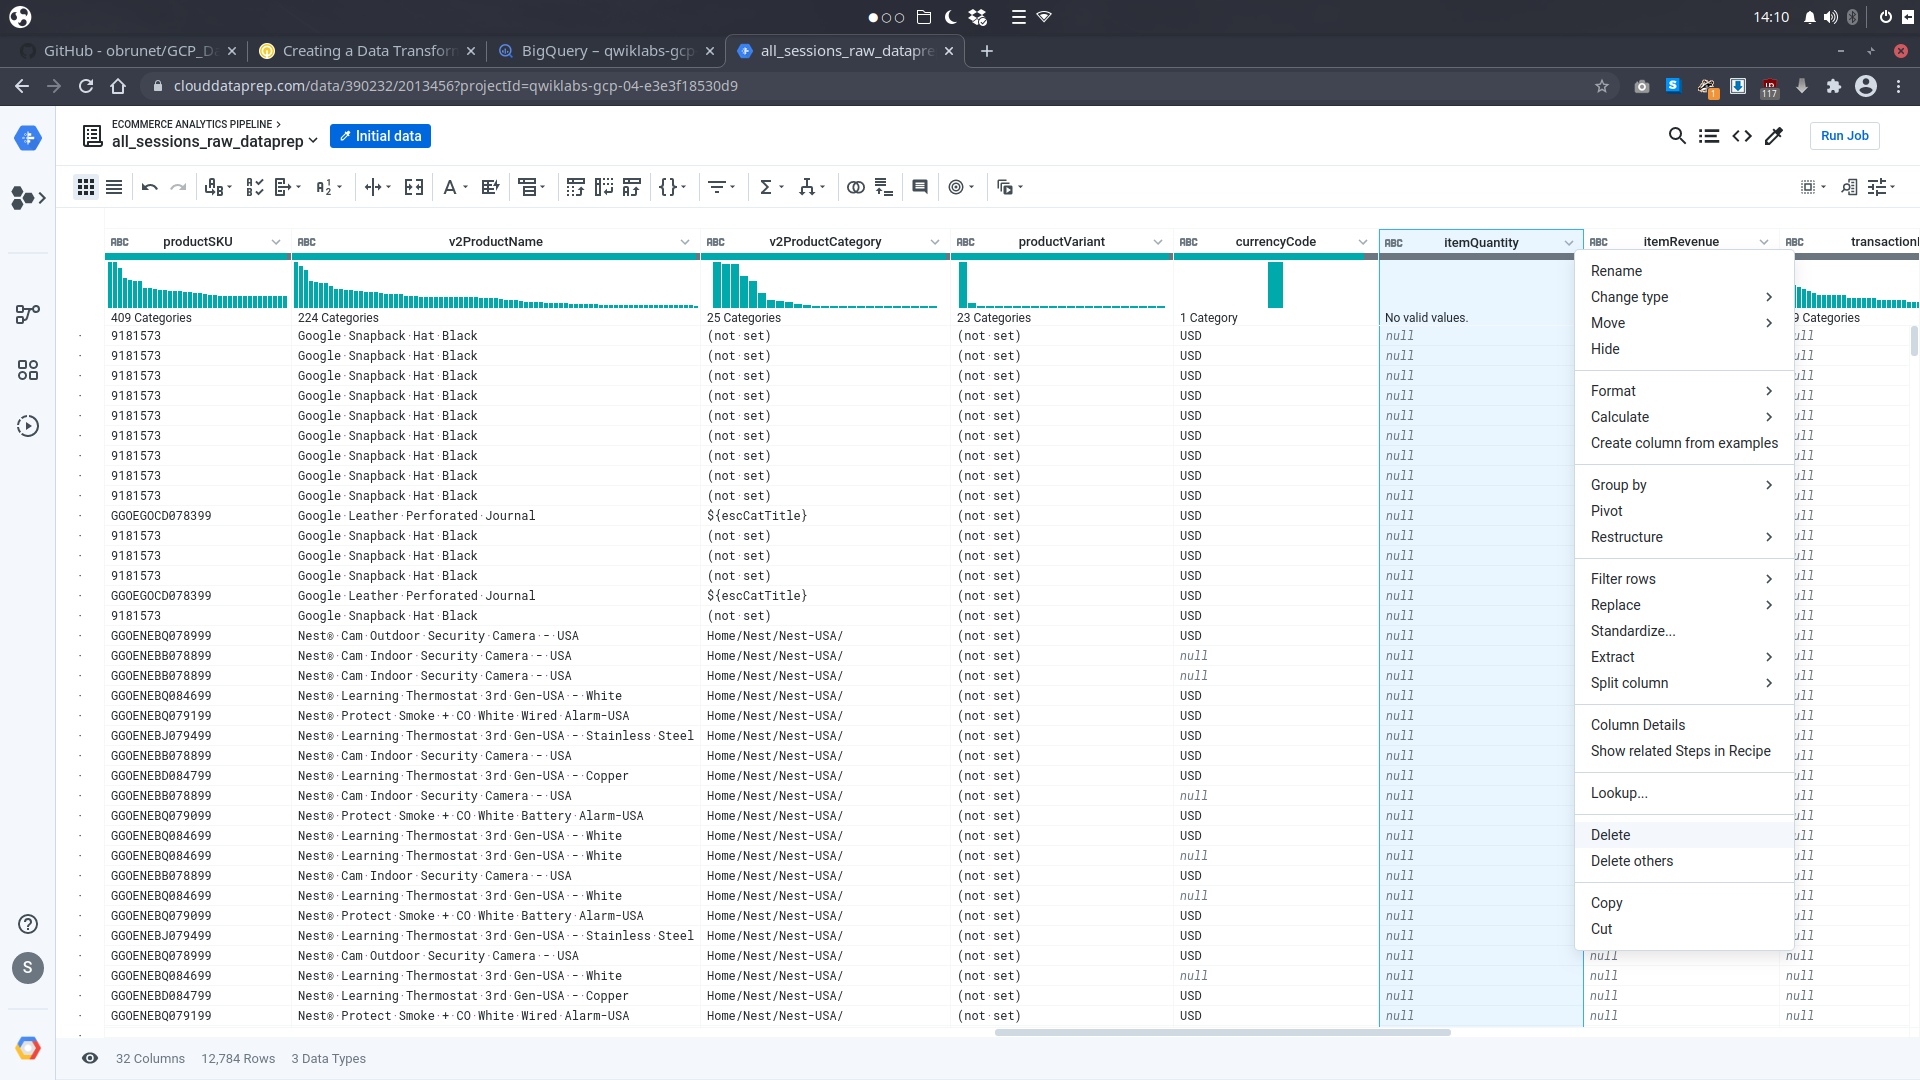 14:10
GitHub - obrunet/GCP_Da
Creating a Data Transform
BigQuery – qwiklabs-gcp
all_sessions_raw_datapre
clouddataprep.com/data/390232/2013456?projectId=qwiklabs-gcp-04-e3e3f18530d9
1
117
ECOMMERCE ANALYTICS PIPELINE
all_sessions_raw_dataprep
Initial data
Run Job
ABC productSKU ABC v2ProductName ABC v2ProductCategory ABC productVariant ABC currencyCode ABC itemQuantity ABC itemRevenue ABC transactionI
409 Categories 224 Categories 25 Categories 23 Categories 1 Category No valid values. 9 Categories
9181573 Google Snapback Hat Black (not set) (not set) USD null ull
9181573 Google Snapback Hat Black (not set) (not set) USD null ull
9181573 Google Snapback Hat Black (not set) (not set) USD null ull
9181573 Google Snapback Hat Black (not set) (not set) USD null ull
9181573 Google Snapback Hat Black (not set) (not set) USD null ull
9181573 Google Snapback Hat Black (not set) (not set) USD null ull
9181573 Google Snapback Hat Black (not set) (not set) USD null ull
9181573 Google Snapback Hat Black (not set) (not set) USD null ull
9181573 Google Snapback Hat Black (not set) (not set) USD null ull
GGOEGOCD078399 Google Leather Perforated Journal ${escCatTitle} (not set) USD null ull
9181573 Google Snapback Hat Black (not set) (not set) USD null ull
9181573 Google Snapback Hat Black (not set) (not set) USD null ull
9181573 Google Snapback Hat Black (not set) (not set) USD null ull
GGOEGOCD078399 Google Leather Perforated Journal ${escCatTitle} (not set) USD null ull
9181573 Google Snapback Hat Black (not set) (not set) USD null ull
GGOENEBQ078999 Nest® Cam Outdoor Security Camera - USA Home/Nest/Nest-USA/ (not set) USD null ull
GGOENEBB078899 Nest® Cam Indoor Security Camera - USA Home/Nest/Nest-USA/ (not set) null null ull
GGOENEBB078899 Nest® Cam Indoor Security Camera - USA Home/Nest/Nest-USA/ (not set) null null ull
GGOENEBQ084699 Nest® Learning Thermostat 3rd Gen-USA - White Home/Nest/Nest-USA/ (not set) USD null ull
GGOENEBQ079199 Nest® Protect Smoke + CO White Wired Alarm-USA Home/Nest/Nest-USA/ (not set) USD null ull
GGOENEBJ079499 Nest® Learning Thermostat 3rd Gen-USA - Stainless Steel Home/Nest/Nest-USA/ (not set) USD null ull
GGOENEBB078899 Nest® Cam Indoor Security Camera - USA Home/Nest/Nest-USA/ (not set) USD null ull
GGOENEBD084799 Nest® Learning Thermostat 3rd Gen-USA - Copper Home/Nest/Nest-USA/ (not set) USD null ull
GGOENEBB078899 Nest® Cam Indoor Security Camera - USA Home/Nest/Nest-USA/ (not set) null null ull
GGOENEBQ079099 Nest® Protect Smoke + CO White Battery Alarm-USA Home/Nest/Nest-USA/ (not set) USD null ull
GGOENEBQ084699 Nest® Learning Thermostat 3rd Gen-USA - White Home/Nest/Nest-USA/ (not set) USD null ull
GGOENEBQ084699 Nest® Learning Thermostat 3rd Gen-USA - White Home/Nest/Nest-USA/ (not set) null null ull
GGOENEBB078899 Nest® Cam Indoor Security Camera - USA Home/Nest/Nest-USA/ (not set) USD null ull
GGOENEBQ084699 Nest® Learning Thermostat 3rd Gen-USA - White Home/Nest/Nest-USA/ (not set) null null ull
GGOENEBQ079099 Nest® Protect Smoke + CO White Battery Alarm-USA Home/Nest/Nest-USA/ (not set) USD null ull
GGOENEBJ079499 Nest® Learning Thermostat 3rd Gen-USA - Stainless Steel Home/Nest/Nest-USA/ (not set) USD null ull
GGOENEBQ078999 Nest® Cam Outdoor Security Camera - USA Home/Nest/Nest-USA/ (not set) USD null null null
GGOENEBQ084699 Nest® Learning Thermostat 3rd Gen-USA - White Home/Nest/Nest-USA/ (not set) null null null null
GGOENEBD084799 Nest® Learning Thermostat 3rd Gen-USA - Copper Home/Nest/Nest-USA/ (not set) USD null null null
GGOENEBQ079199 Nest® Protect Smoke + CO White Wired Alarm-USA Home/Nest/Nest-USA/ (not set) USD null null null
Rename
Change type
Move
Hide
Format
Calculate
Create column from examples
Group by
Pivot
Restructure
Filter rows
Replace
Standardize...
Extract
Split column
Column Details
Show related Steps in Recipe
Lookup...
Delete
Delete others
Copy
Cut
S
32 Columns 12,784 Rows 3 Data Types